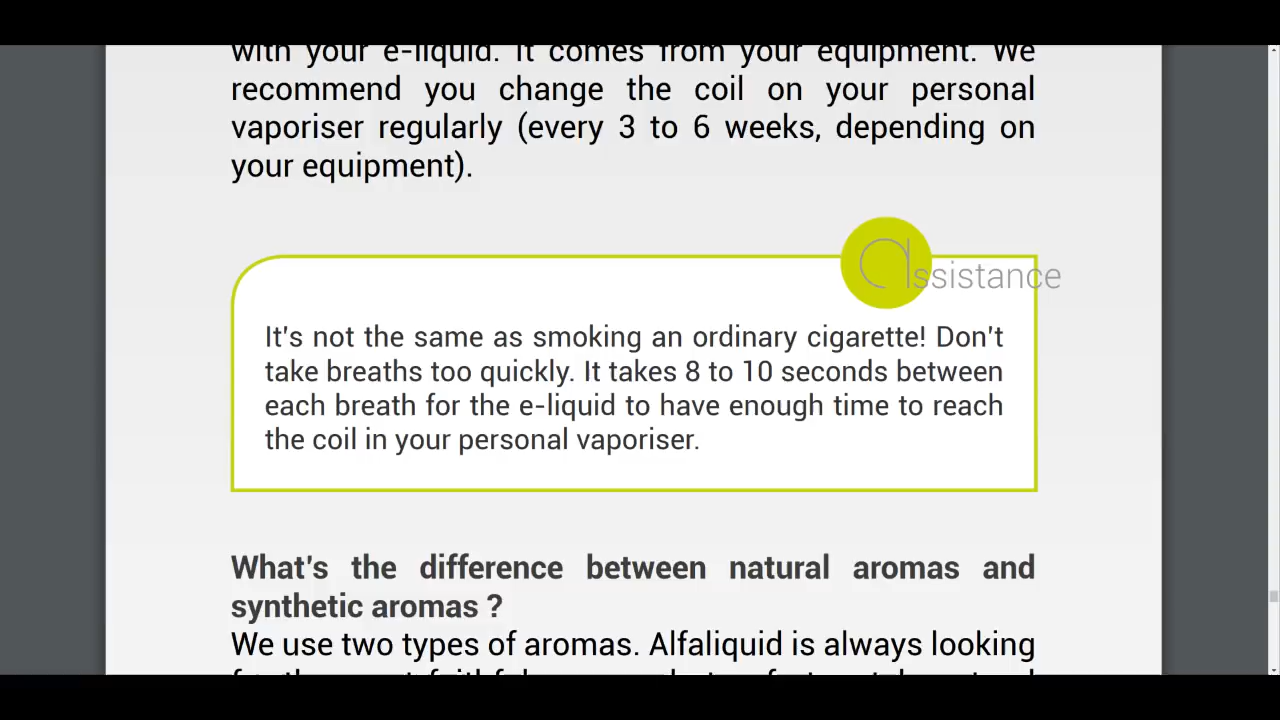 with your e-liquid. It comes from your equipment. We
recommend you change the coil on your personal
vaporiser regularly (every 3 to 6 weeks, depending on
your equipment).
assistance
It's not the same as smoking an ordinary cigarette! Don't
take breaths too quickly. It takes 8 to 10 seconds between
each breath for the e-liquid to have enough time to reach
the coil in your personal vaporiser.
What's the difference between natural aromas and
synthetic aromas ?
We use two types of aromas. Alfaliquid is always looking